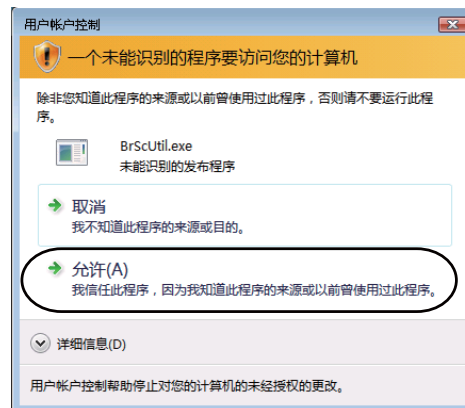 用户帐户控制
一个未能识别的程序要访问您的计算机
除非您知道此程序的来源或以前曾使用过此程序，否则请不要运行此程
序。
BrScUtil.exe
未能识别的发布程序
取消
我不知道此程序的来源或目的。
允许(A)
我信任此程序，因为我知道此程序的来源或以前曾使用过此程序。
详细信息(D)
用户帐户控制帮助停止对您的计算机的未经授权的更改。